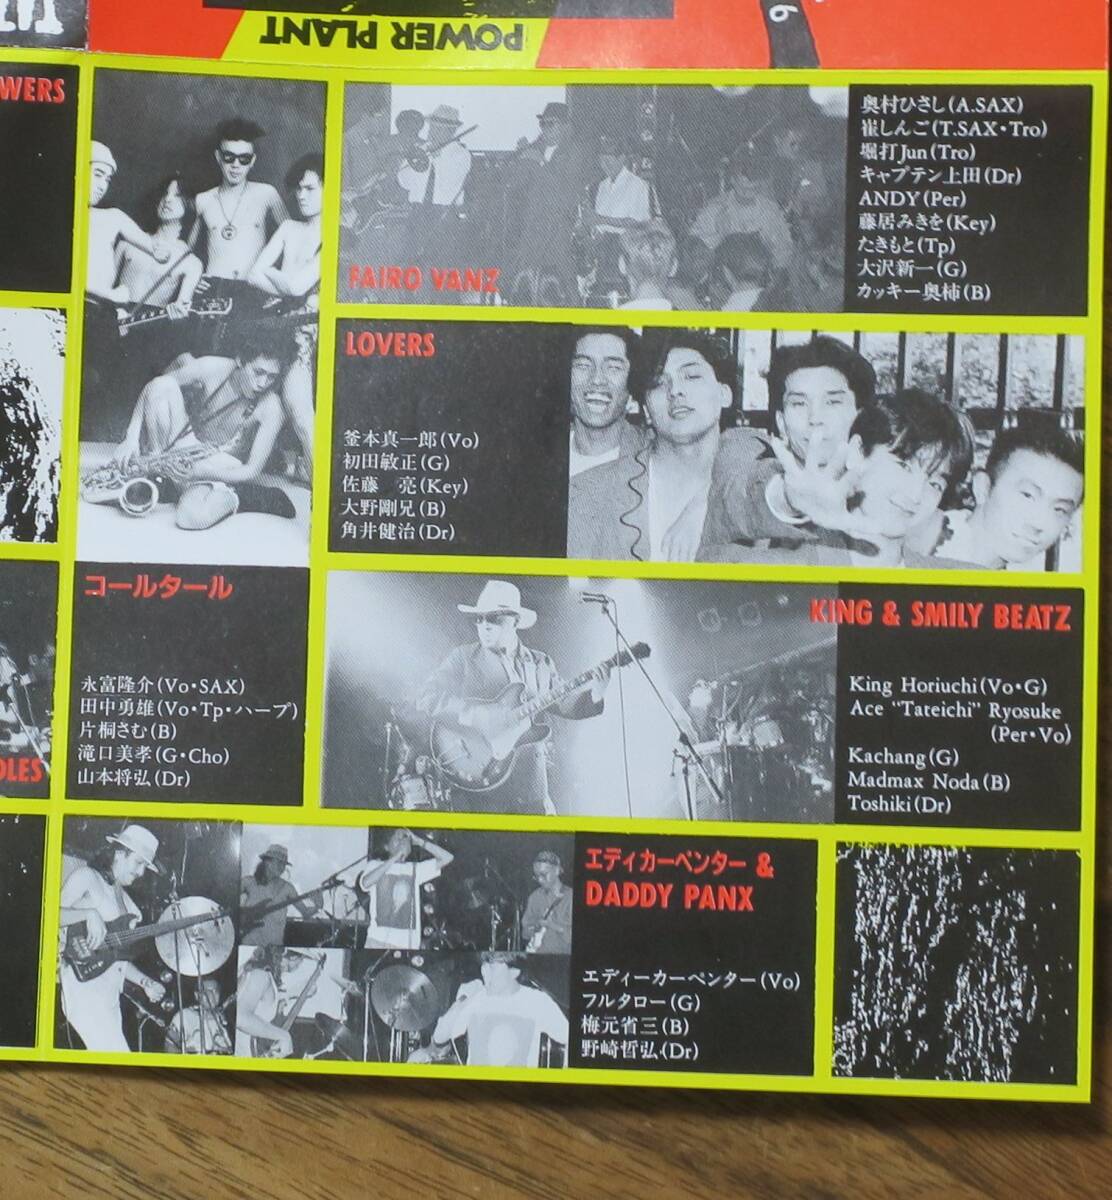 POWER PLANT
6
WERS
FAIRO VANZ
奥村ひさし(A.SAX)
崔しんご(T.SAX・Tro)
堀打Jun(Tro)
キャプテン上田(Dr)
ANDY(Per)
藤居みきを(Key)
たきもと(Tp)
大沢新一(G)
カッキー奥柿(B)
LOVERS
釜本真一郎(Vo)
初田敏正(G)
佐藤　亮(Key)
大野剛兄(B)
角井健治(Dr)
コールタール
永富隆介(Vo・SAX)
田中勇雄(Vo・Tp・ハープ)
片桐さむ(B)
滝口美孝(G・Cho)
山本将弘(Dr)
KING & SMILY BEATZ
King Horiuchi(Vo・G)
Ace "Tateichi" Ryosuke
(Per・Vo)
Kachang(G)
Madmax Noda(B)
Toshiki(Dr)
OLES
エディカーペンター &
DADDY PANX
エディーカーペンター(Vo)
フルタロー(G)
梅元省三(B)
野崎哲弘(Dr)